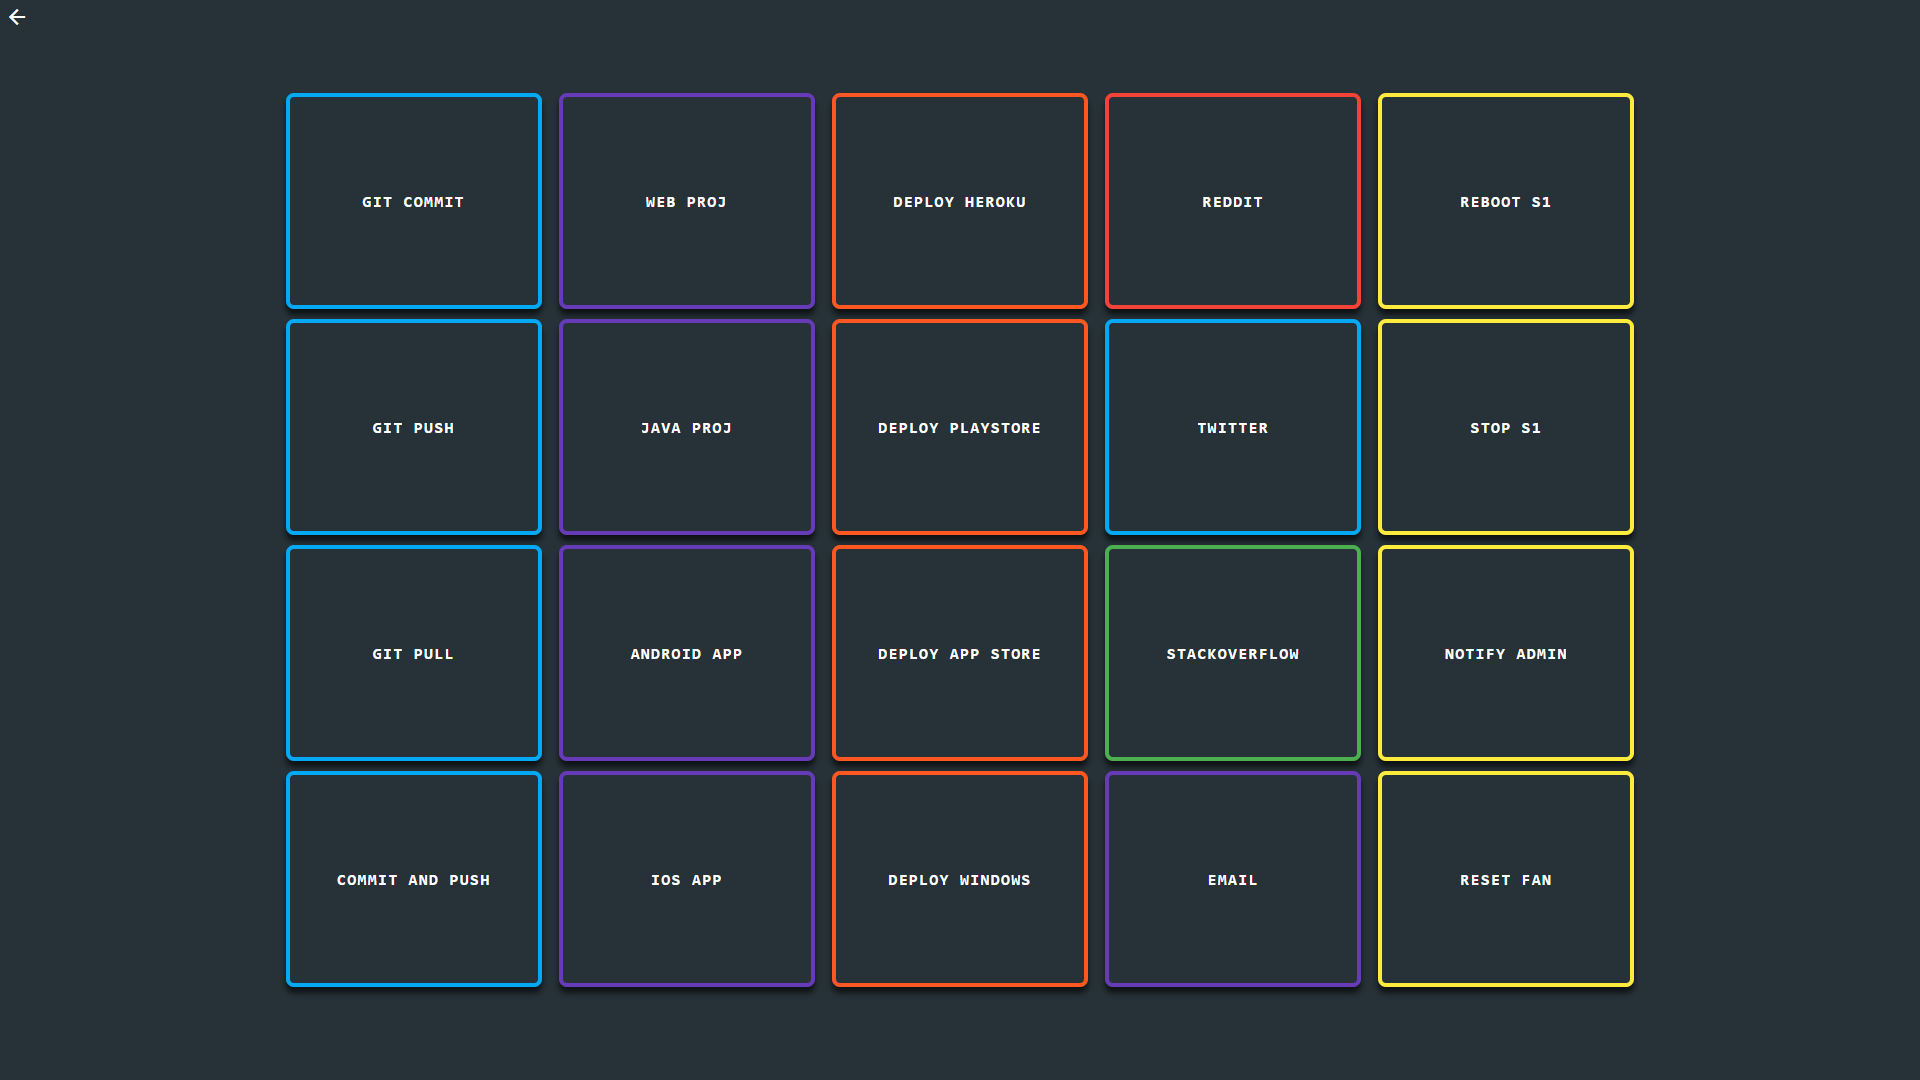 GIT COMMIT
WEB PROJ
DEPLOY HEROKU
REDDIT
REBOOT S1
GIT PUSH
JAVA PROJ
DEPLOY PLAYSTORE
TWITTER
STOP S1
GIT PULL
ANDROID APP
DEPLOY APP STORE
STACKOVERFLOW
NOTIFY ADMIN
COMMIT AND PUSH
IOS APP
DEPLOY WINDOWS
EMAIL
RESET FAN